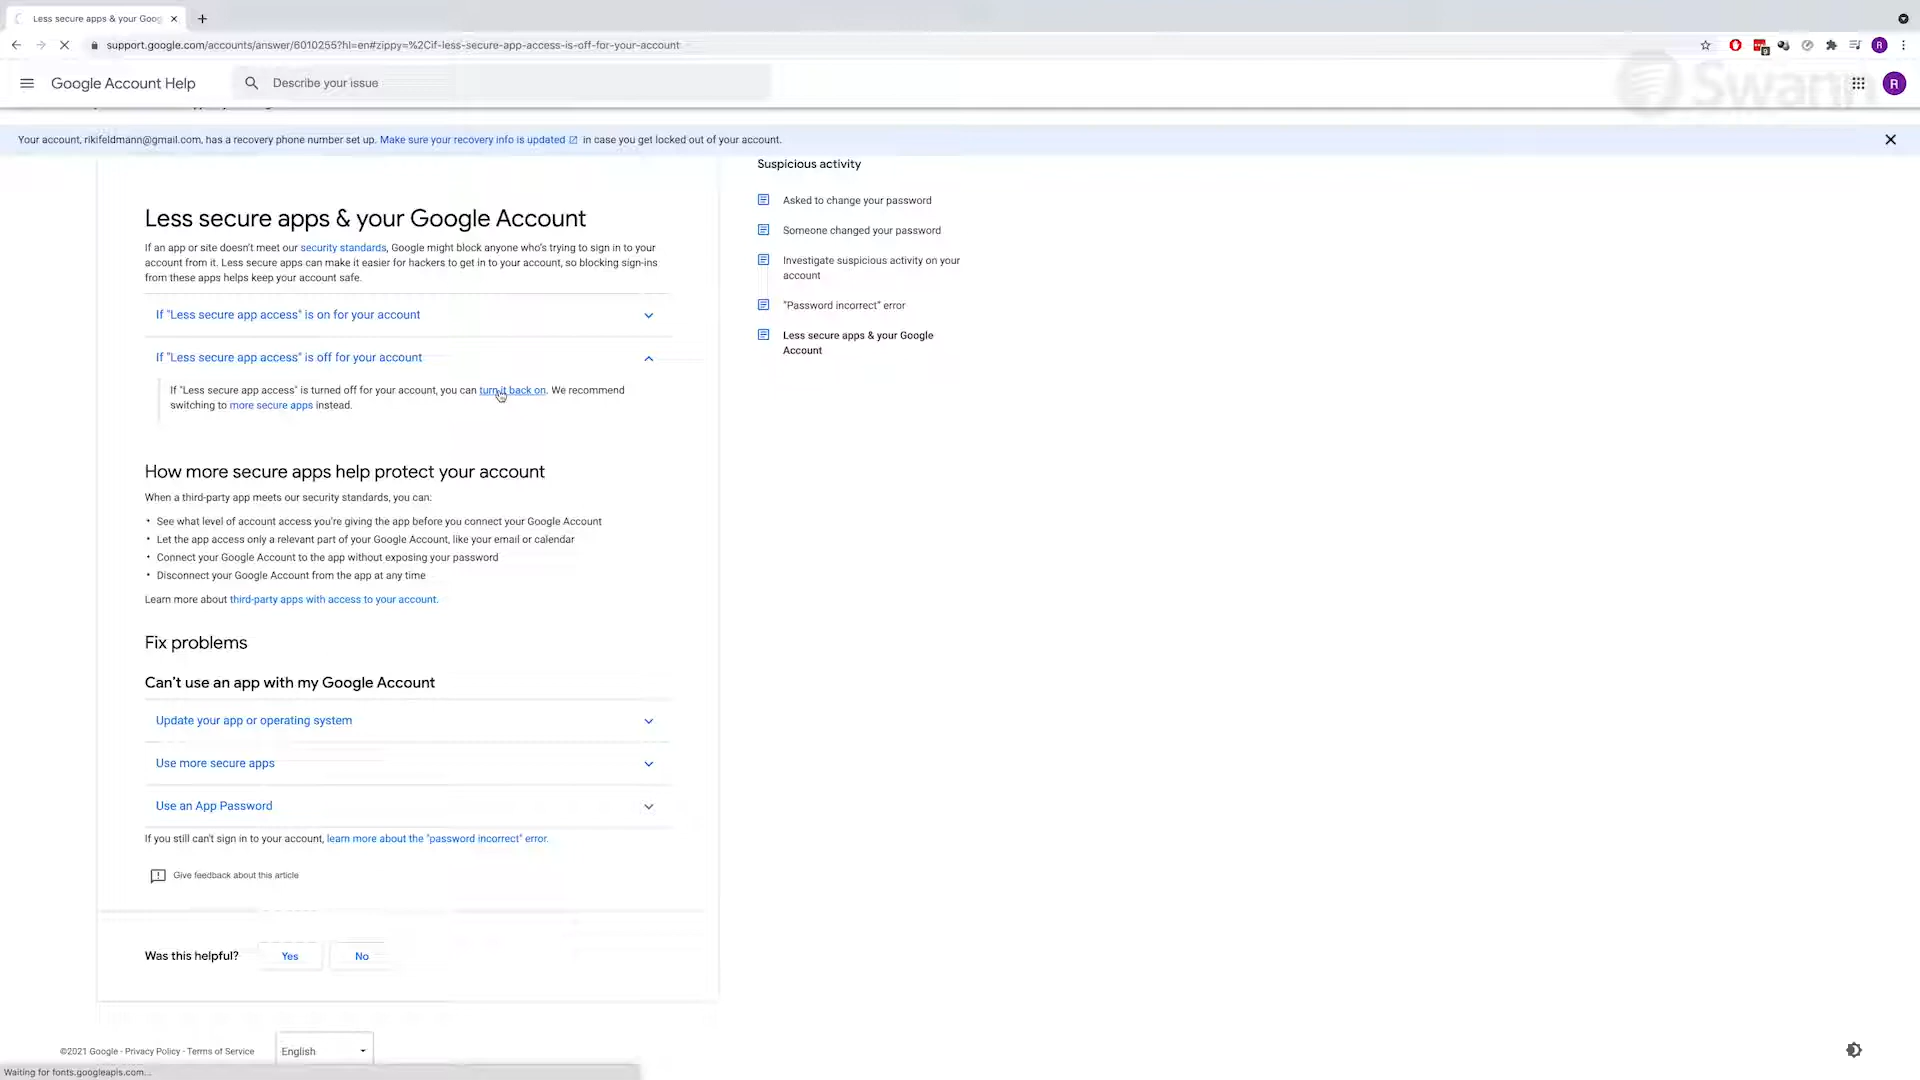 Less secure apps & your Goog
support.google.com/accounts/answer/6010255?hl=en#zippy=%2Cif-less-secure-app-access-is-off-for-your-account
R
Google Account Help
Describe your issue
Swann
R
Your account, rikifeldmann@gmail.com, has a recovery phone number set up. Make sure your recovery info is updated in case you get locked out of your account.
Less secure apps & your Google Account
If an app or site doesn't meet our security standards, Google might block anyone who's trying to sign in to your
account from it. Less secure apps can make it easier for hackers to get in to your account, so blocking sign-ins
from these apps helps keep your account safe.
If "Less secure app access" is on for your account
If "Less secure app access" is off for your account
If "Less secure app access" is turned off for your account, you can turn it back on. We recommend
switching to more secure apps instead.
How more secure apps help protect your account
When a third-party app meets our security standards, you can:
• See what level of account access you're giving the app before you connect your Google Account
• Let the app access only a relevant part of your Google Account, like your email or calendar
• Connect your Google Account to the app without exposing your password
• Disconnect your Google Account from the app at any time
Learn more about third-party apps with access to your account.
Fix problems
Can't use an app with my Google Account
Update your app or operating system
Use more secure apps
Use an App Password
If you still can't sign in to your account, learn more about the "password incorrect" error.
Give feedback about this article
Was this helpful? Yes No
Suspicious activity
Asked to change your password
Someone changed your password
Investigate suspicious activity on your
account
"Password incorrect" error
Less secure apps & your Google
Account
©2021 Google - Privacy Policy - Terms of Service English
Waiting for fonts.googleapis.com...